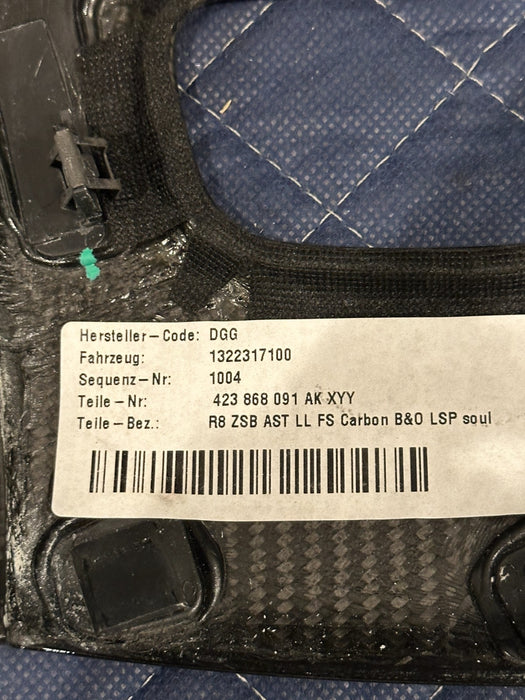 Hersteller-Code: DGG
Fahrzeug: 1322317100
Sequenz-Nr: 1004
Teile-Nr: 423 868 091 AK XYY
Teile-Bez.: R8 ZSB AST LL FS Carbon B&O LSP soul